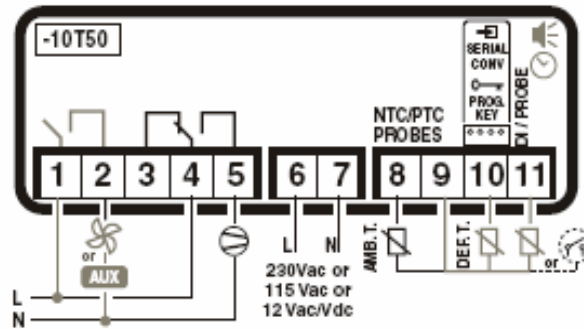 -10T50
SERIAL
CONV
PROG.
KEY
DI / PROBE
NTC/PTC
PROBES
1 2 3 4 5 6 7 8 9 10 11
or
AUX
L N
AMB. T.
DEF. T.
or
230Vac or
115 Vac or
12 Vac/Vdc
L
N